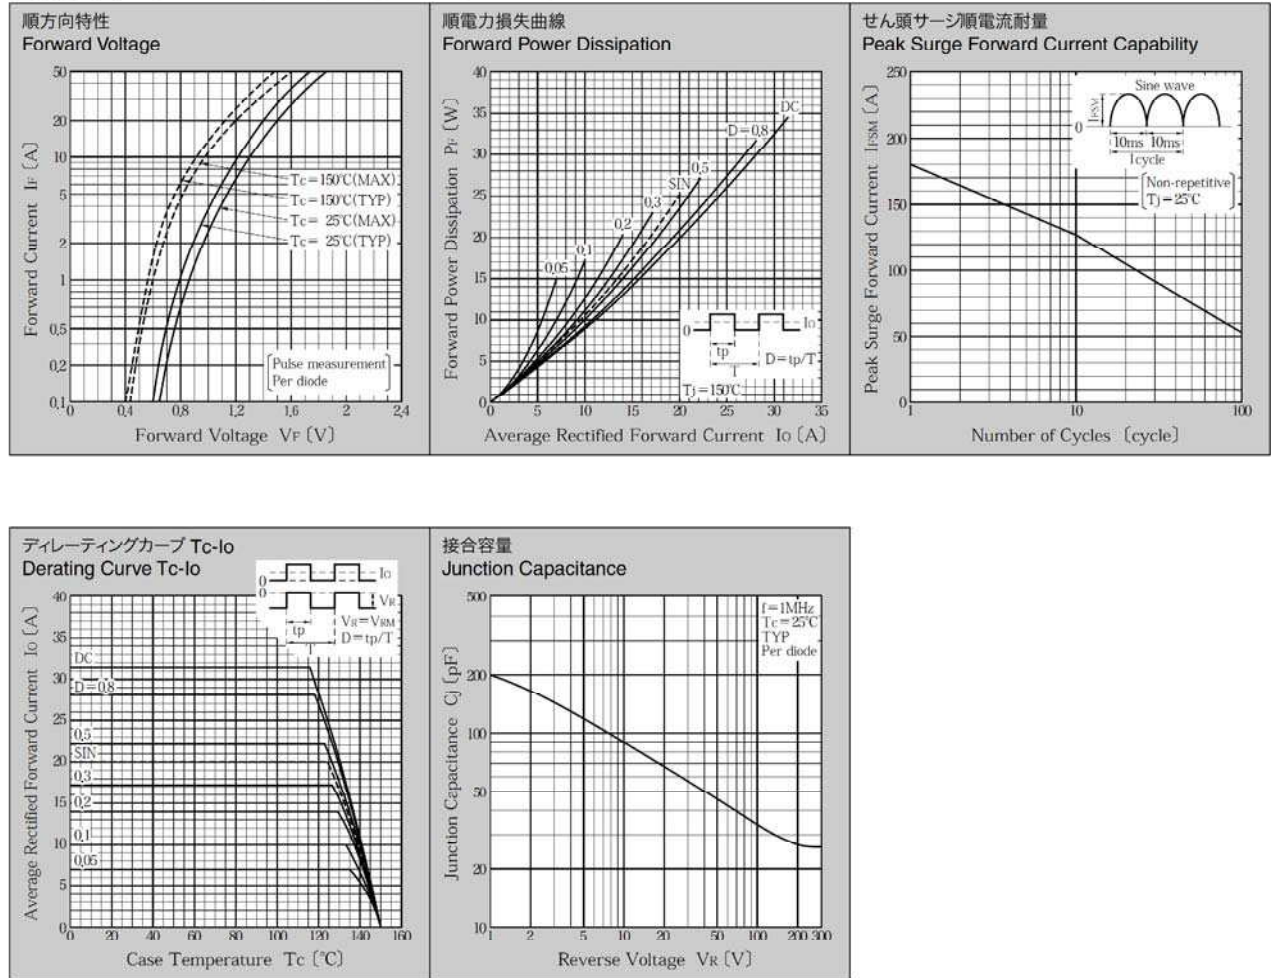 順方向特性
Forward Voltage
Forward Current IF〔A〕
50
20
10
5
2
1
0.5
0.2
0.1
Tc=150℃(MAX)
Tc=150℃(TYP)
Tc= 25℃(MAX)
Tc= 25℃(TYP)
Pulse measurement
Per diode
0 0.4 0.8 1.2 1.6 2 2.4
Forward Voltage VF〔V〕
順電力損失曲線
Forward Power Dissipation
Forward Power Dissipation PF〔W〕
40
35
30
25
20
15
10
5
0
DC
D=0.8
0.5
SIN
0.3
0.2
0.1
0.05
0
Io
tp
T
D=tp/T
Tj=150℃
0 5 10 15 20 25 30 35
Average Rectified Forward Current Io〔A〕
せん頭サージ順電流耐量
Peak Surge Forward Current Capability
Peak Surge Forward Current IFSM〔A〕
250
200
150
100
50
0
Sine wave
IFSM
0
10ms 10ms
1cycle
Non-repetitive
Tj=25℃
1 10 100
Number of Cycles〔cycle〕
ディレーティングカーブ Tc-Io
Derating Curve Tc-Io
Average Rectified Forward Current Io〔A〕
40
35
30
25
20
15
10
5
0
0
Io
0
VR
tp
T
VR=VRM
D=tp/T
DC
D=0.8
0.5
SIN
0.3
0.2
0.1
0.05
0 20 40 60 80 100 120 140 160
Case Temperature Tc〔℃〕
接合容量
Junction Capacitance
Junction Capacitance Cj〔pF〕
500
200
100
50
20
10
f=1MHz
Tc=25℃
TYP
Per diode
1 2 5 10 20 50 100 200 300
Reverse Voltage VR〔V〕